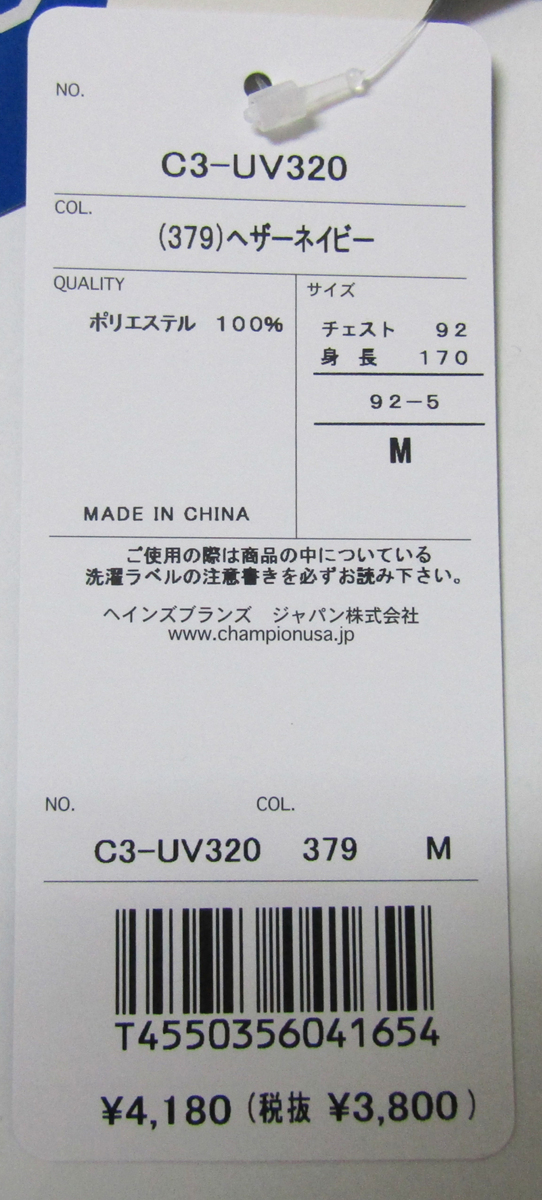 NO.
C3-UV320
COL.
(379)ヘザーネイビー
QUALITY
ポリエステル 100%
MADE IN CHINA
サイズ
チェスト 92
身長 170
92-5
M
ご使用の際は商品の中についている
洗濯ラベルの注意書きを必ずお読み下さい。
ヘインズブランズ ジャパン株式会社
www.championusa.jp
NO. COL.
C3-UV320 379 M
T4550356041654
¥4,180(税抜 ¥3,800)